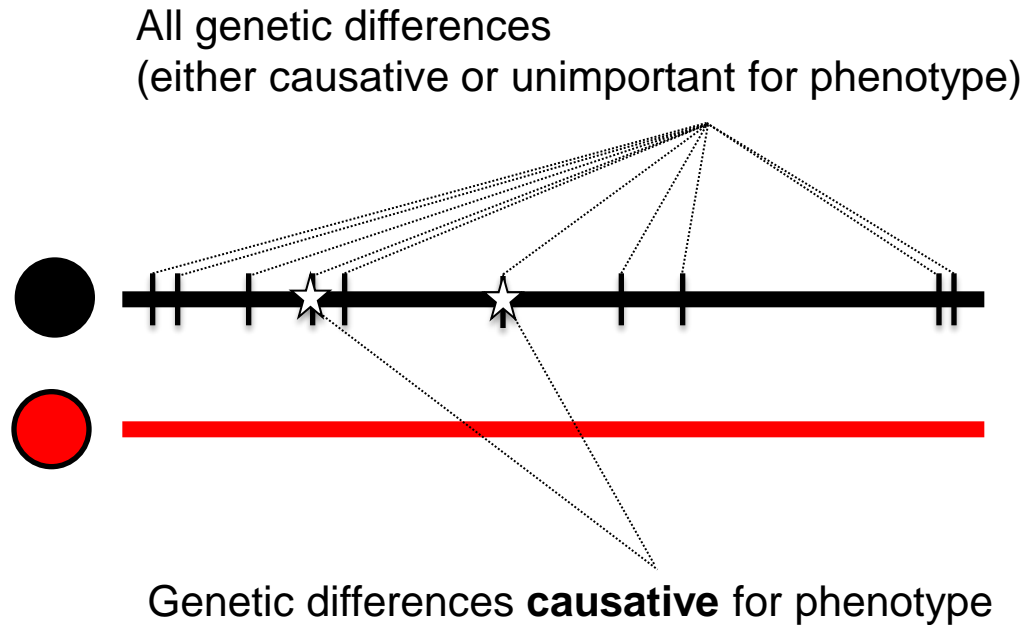 All genetic differences
(either causative or unimportant for phenotype)
Genetic differences causative for phenotype